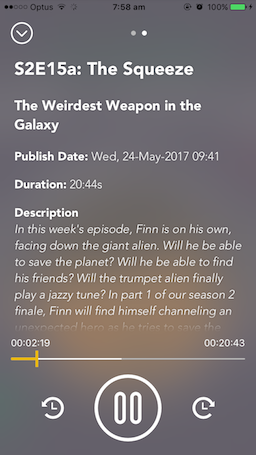 Optus 7:58 am 100%
S2E15a: The Squeeze
The Weirdest Weapon in the
Galaxy
Publish Date: Wed, 24-May-2017 09:41
Duration: 20:44s
Description
In this week's episode, Finn is on his own,
facing down the giant alien. Will he be able
to save the planet? Will he be able to find
his friends? Will the trumpet alien finally
play a jazzy tune? In part 1 of our season 2
finale, Finn will find himself channeling an
unexpected hero as he tries to save the
00:02:19 00:20:43